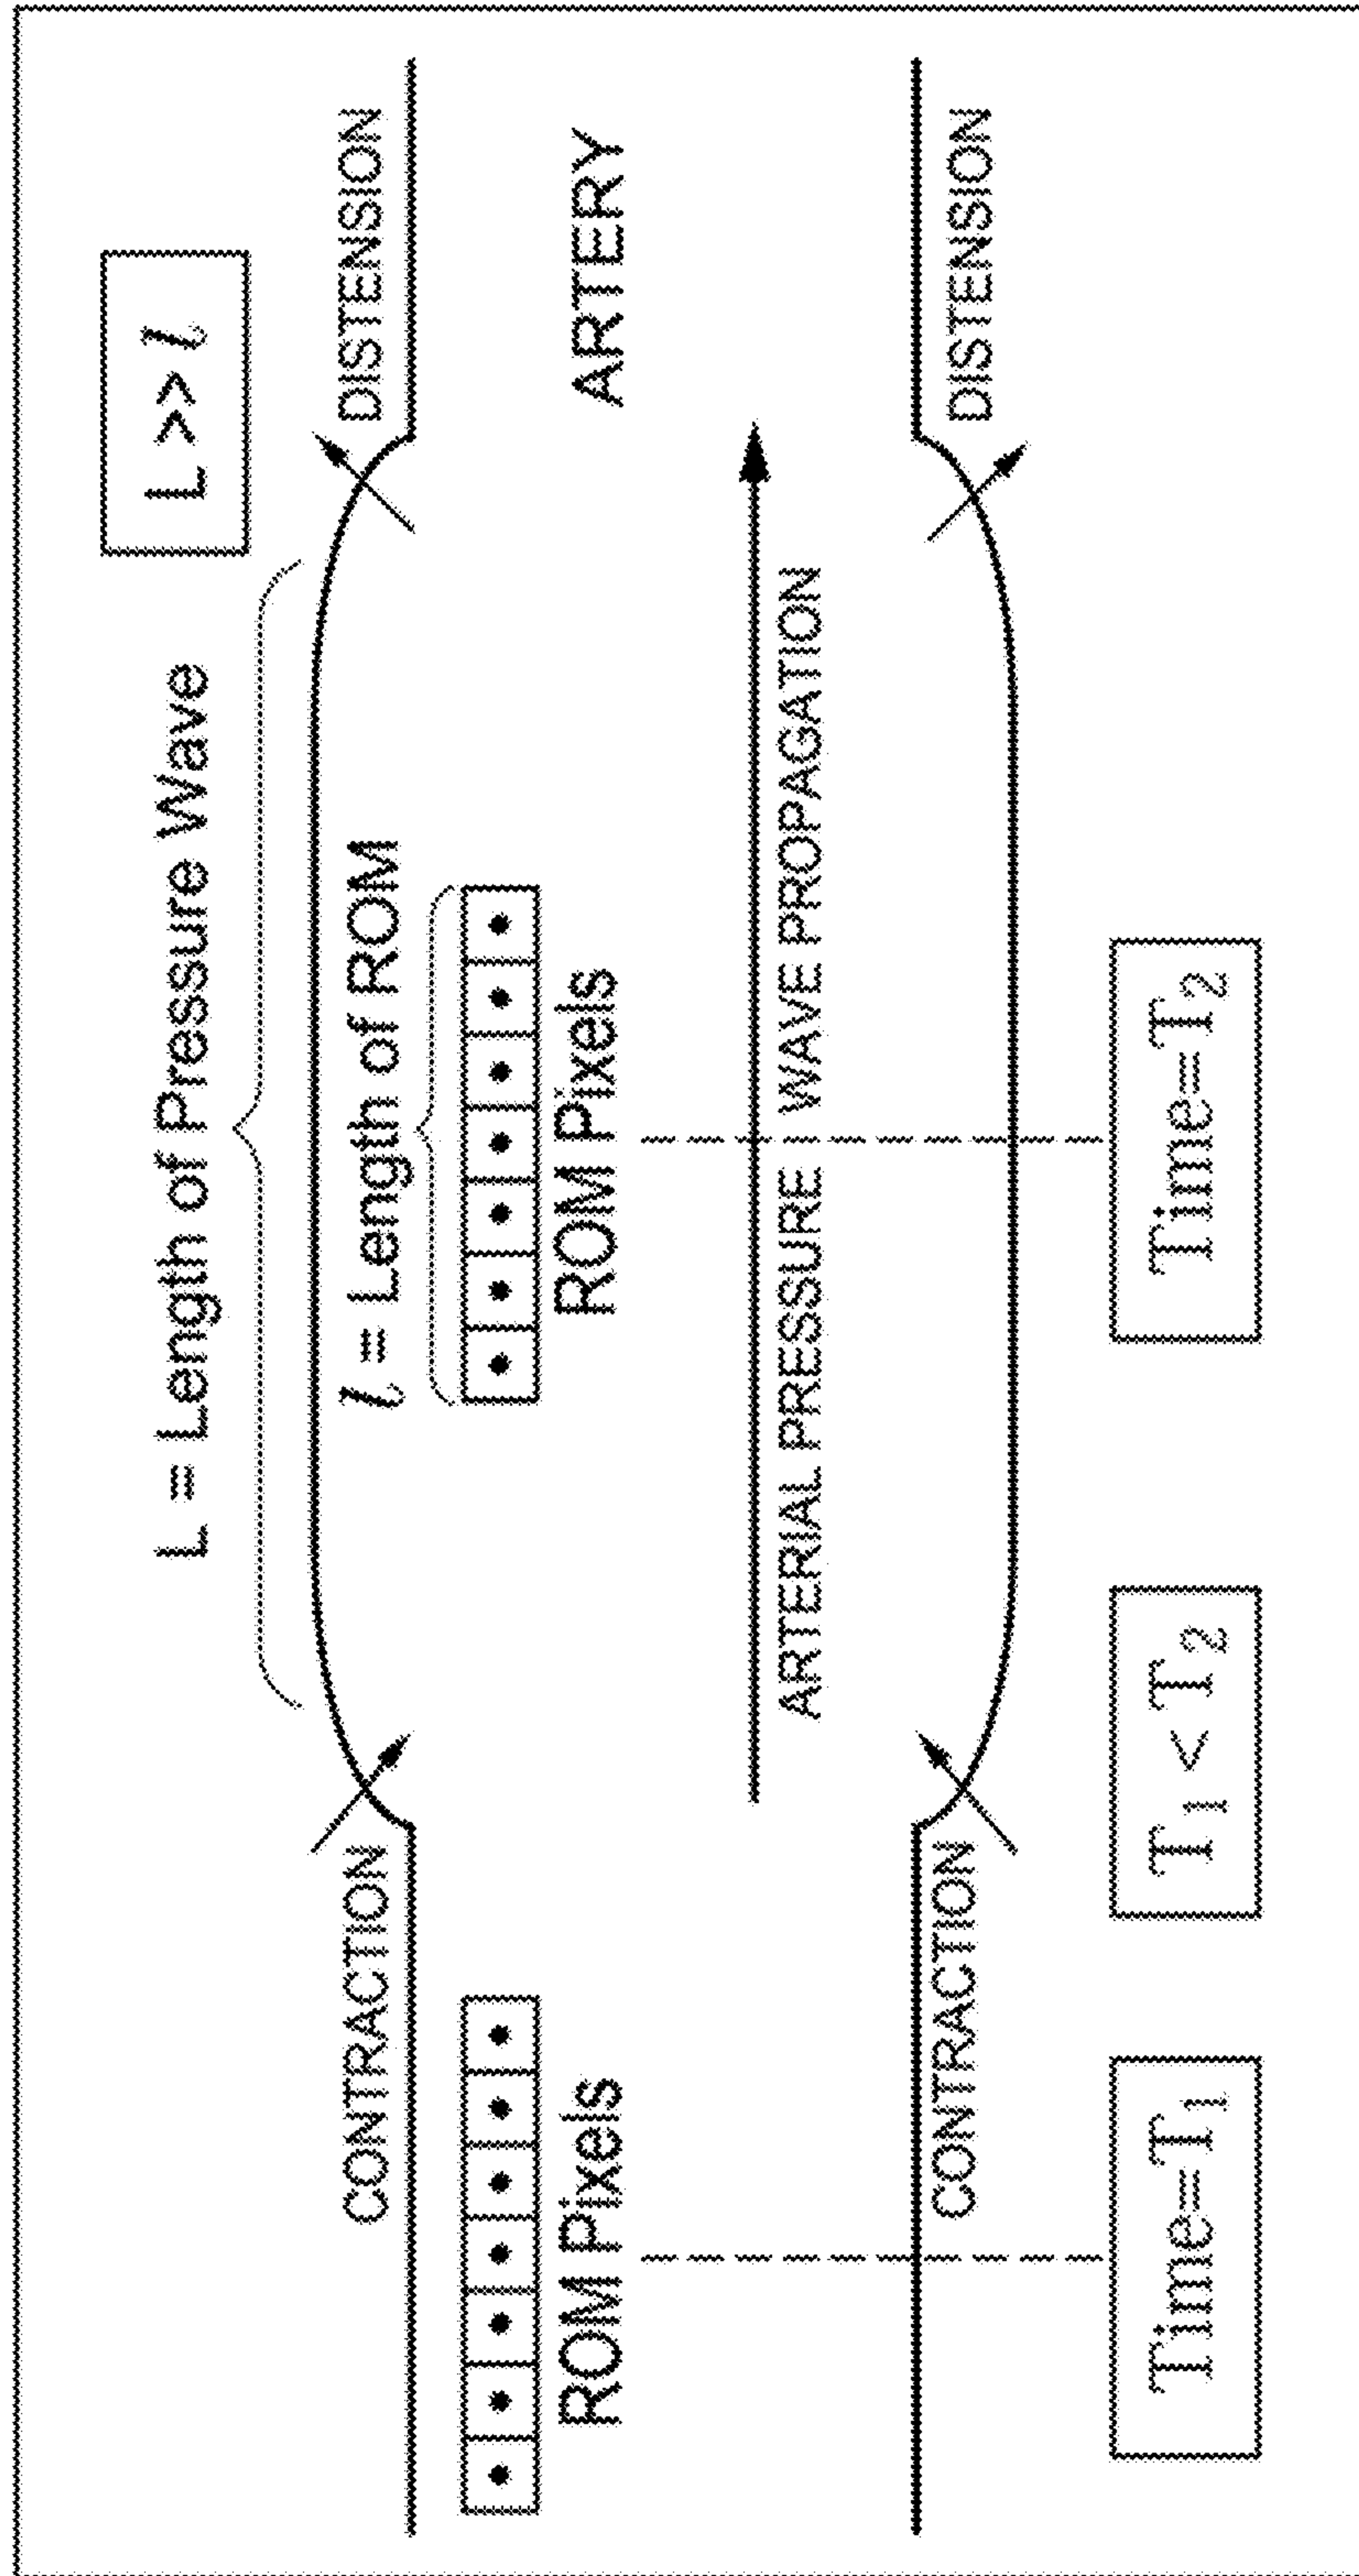 L = Length of Pressure Wave
L >> l
CONTRACTION
l = Length of ROM
DISTENSION
ROM Pixels
ROM Pixels
ARTERY
ARTERIAL PRESSURE WAVE PROPAGATION
CONTRACTION
DISTENSION
Time=T1
T1 < T2
Time=T2